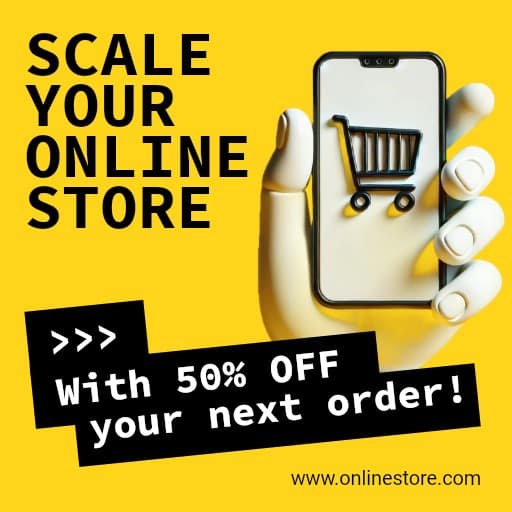 SCALE
YOUR
ONLINE
STORE
>>>
With 50% OFF
your next order!
www.onlinestore.com